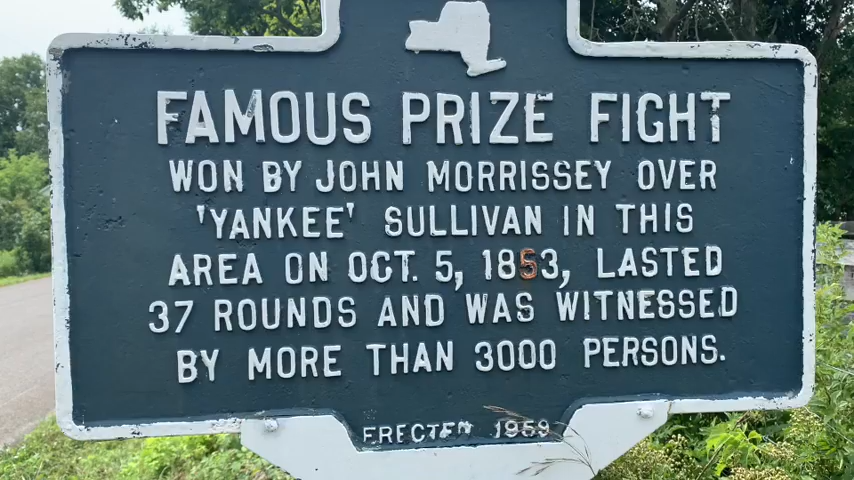 FAMOUS PRIZE FIGHT
WON BY JOHN MORRISSEY OVER
'YANKEE' SULLIVAN IN THIS
AREA ON OCT. 5, 1853, LASTED
37 ROUNDS AND WAS WITNESSED
BY MORE THAN 3000 PERSONS.
ERECTED 1959